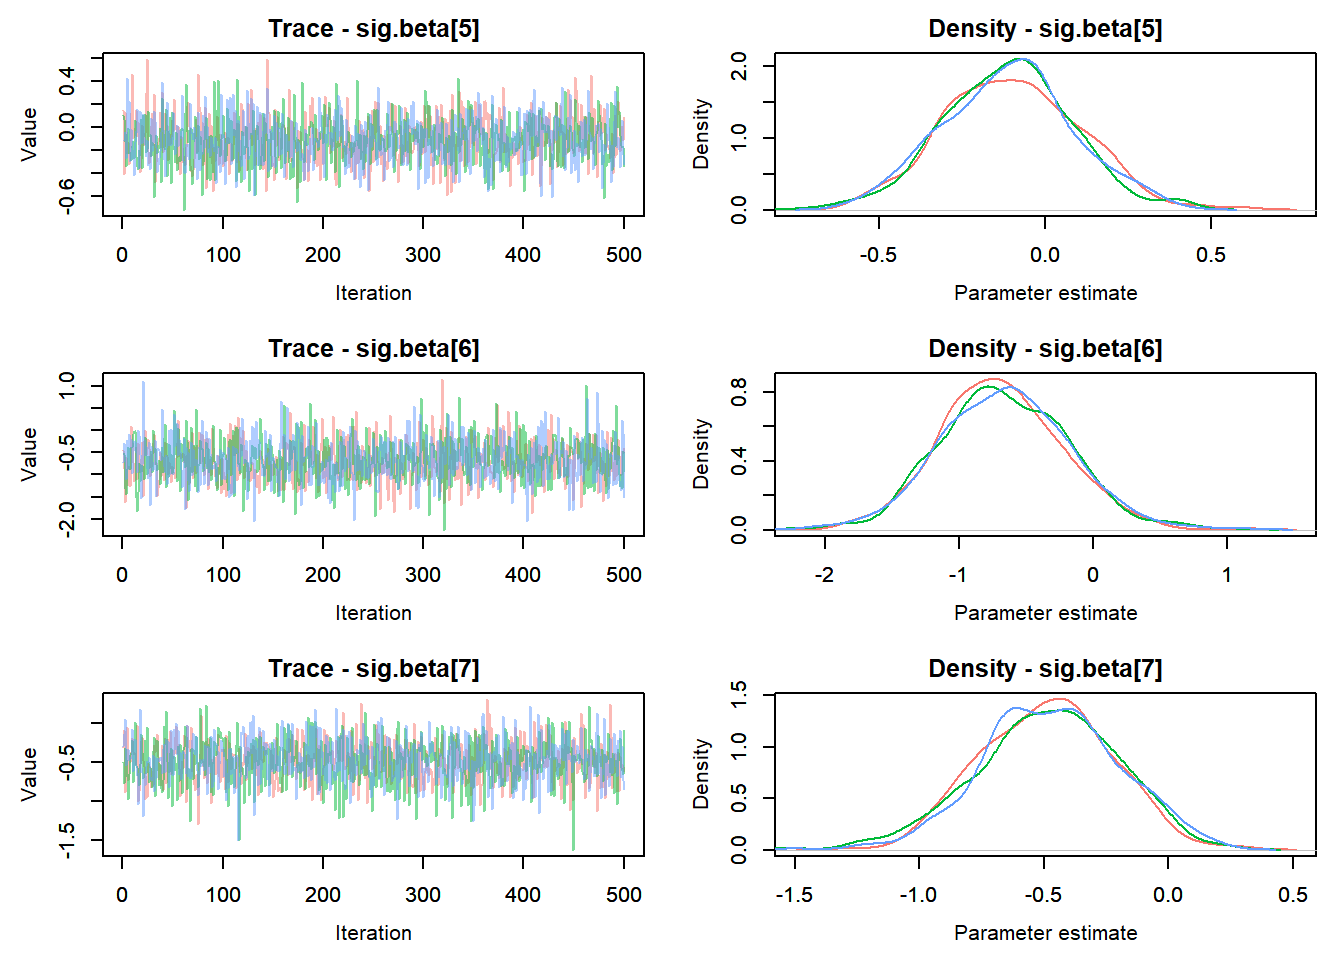 Trace - sig.beta[5]
Value
0.4
0.0
-0.6
0 100 200 300 400 500
Iteration
Density - sig.beta[5]
Density
2.0
1.0
0.0
-0.5 0.0 0.5
Parameter estimate
Trace - sig.beta[6]
Value
1.0
-0.5
-2.0
0 100 200 300 400 500
Iteration
Density - sig.beta[6]
Density
0.8
0.4
0.0
-2 -1 0 1
Parameter estimate
Trace - sig.beta[7]
Value
-0.5
-1.5
0 100 200 300 400 500
Iteration
Density - sig.beta[7]
Density
1.5
1.0
0.5
0.0
-1.5 -1.0 -0.5 0.0 0.5
Parameter estimate